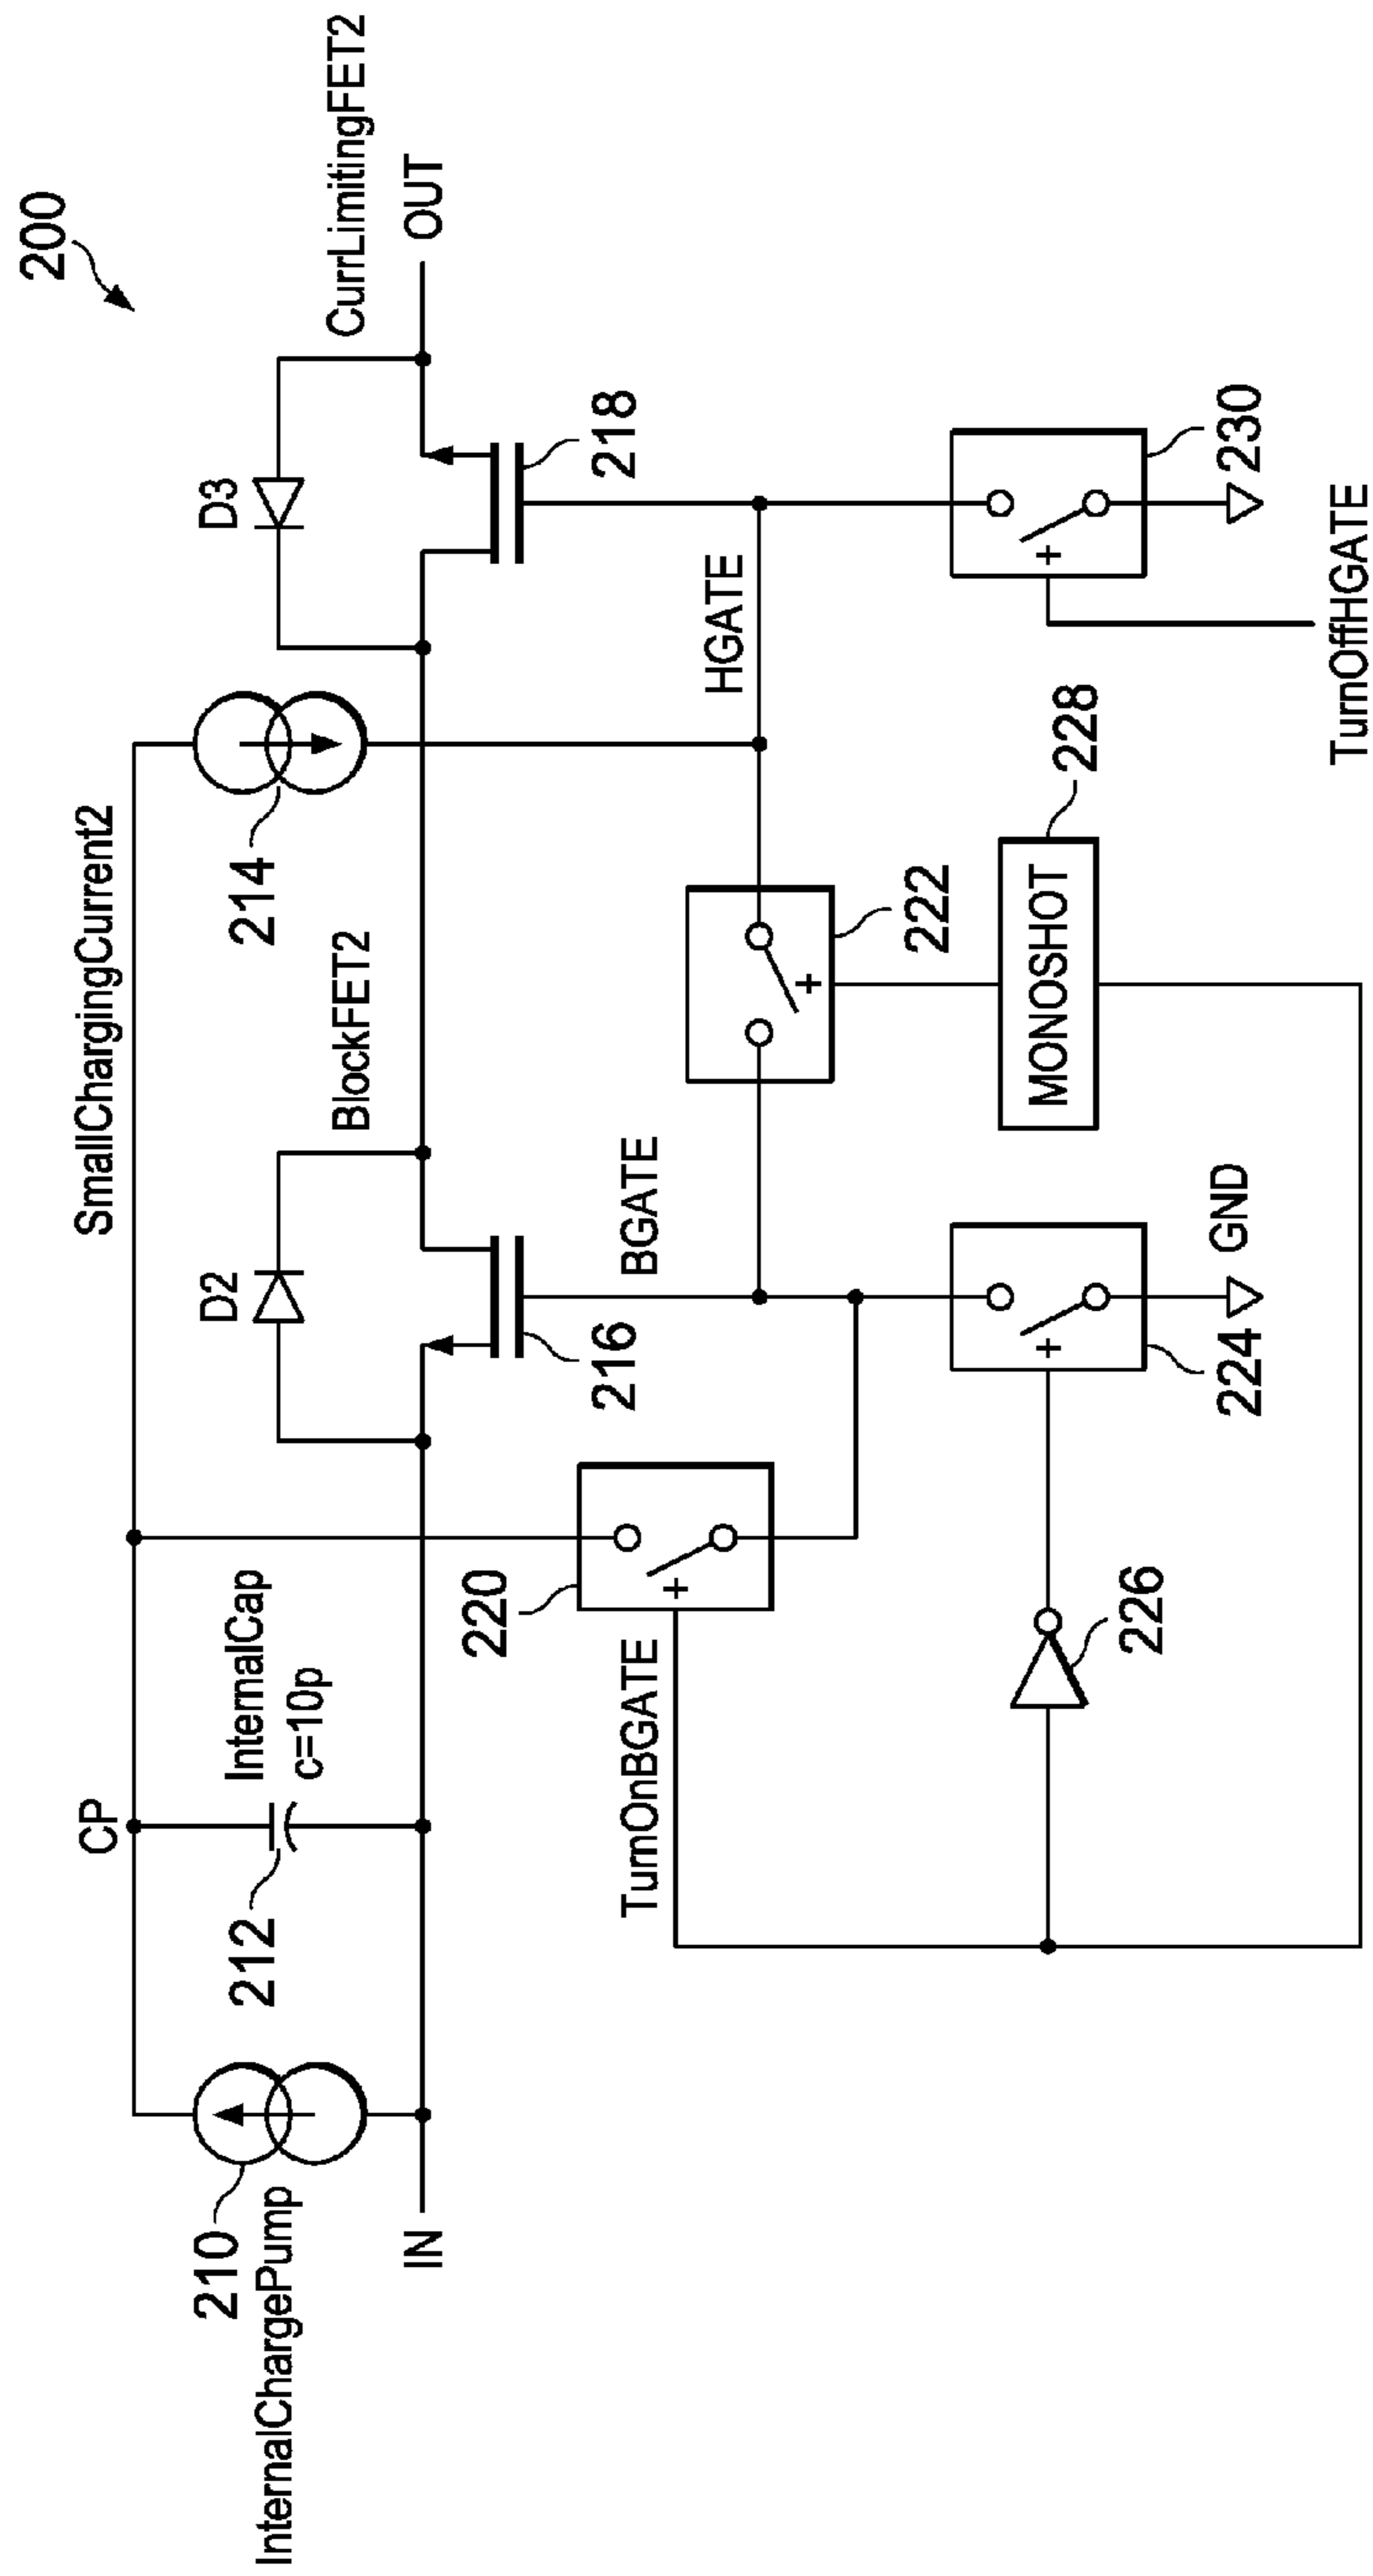 200
SmallChargingCurrent2
CP
InternalCap
c=10p
212
210
InternalChargePump
IN
D2
BlockFET2
214
D3
CurrLimitingFET2
OUT
220
TurnOnBGATE
216
BGATE
218
HGATE
222
226
224
GND
MONOSHOT
228
230
TurnOffHGATE
+
+
+
+